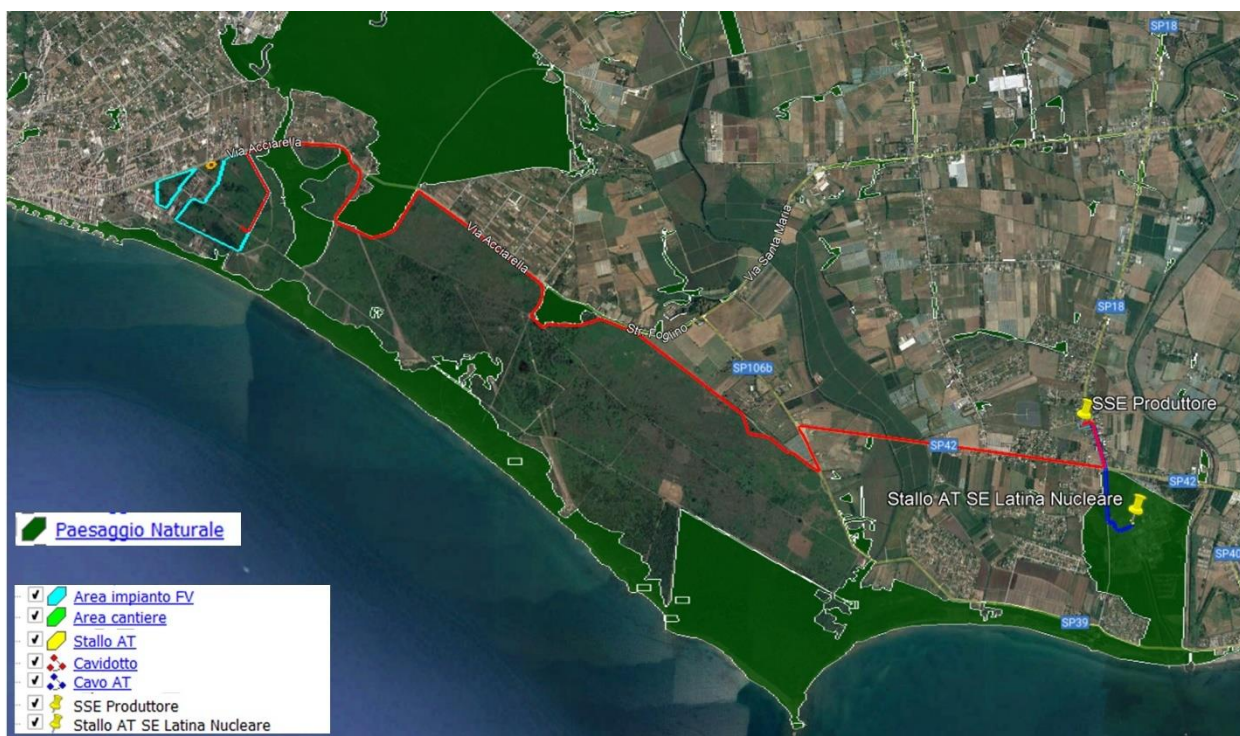 SP18
Via Acciarella
Via Santa Maria
Via Acciarella
SP18
Str. Foglino
SP106b
SSE Produttore
SP42
SP42
Stallo AT SE Latina Nucleare
Paesaggio Naturale
SP40
Area impianto FV
Area cantiere
SP39
Stallo AT
Cavidotto
Cavo AT
SSE Produttore
Stallo AT SE Latina Nucleare